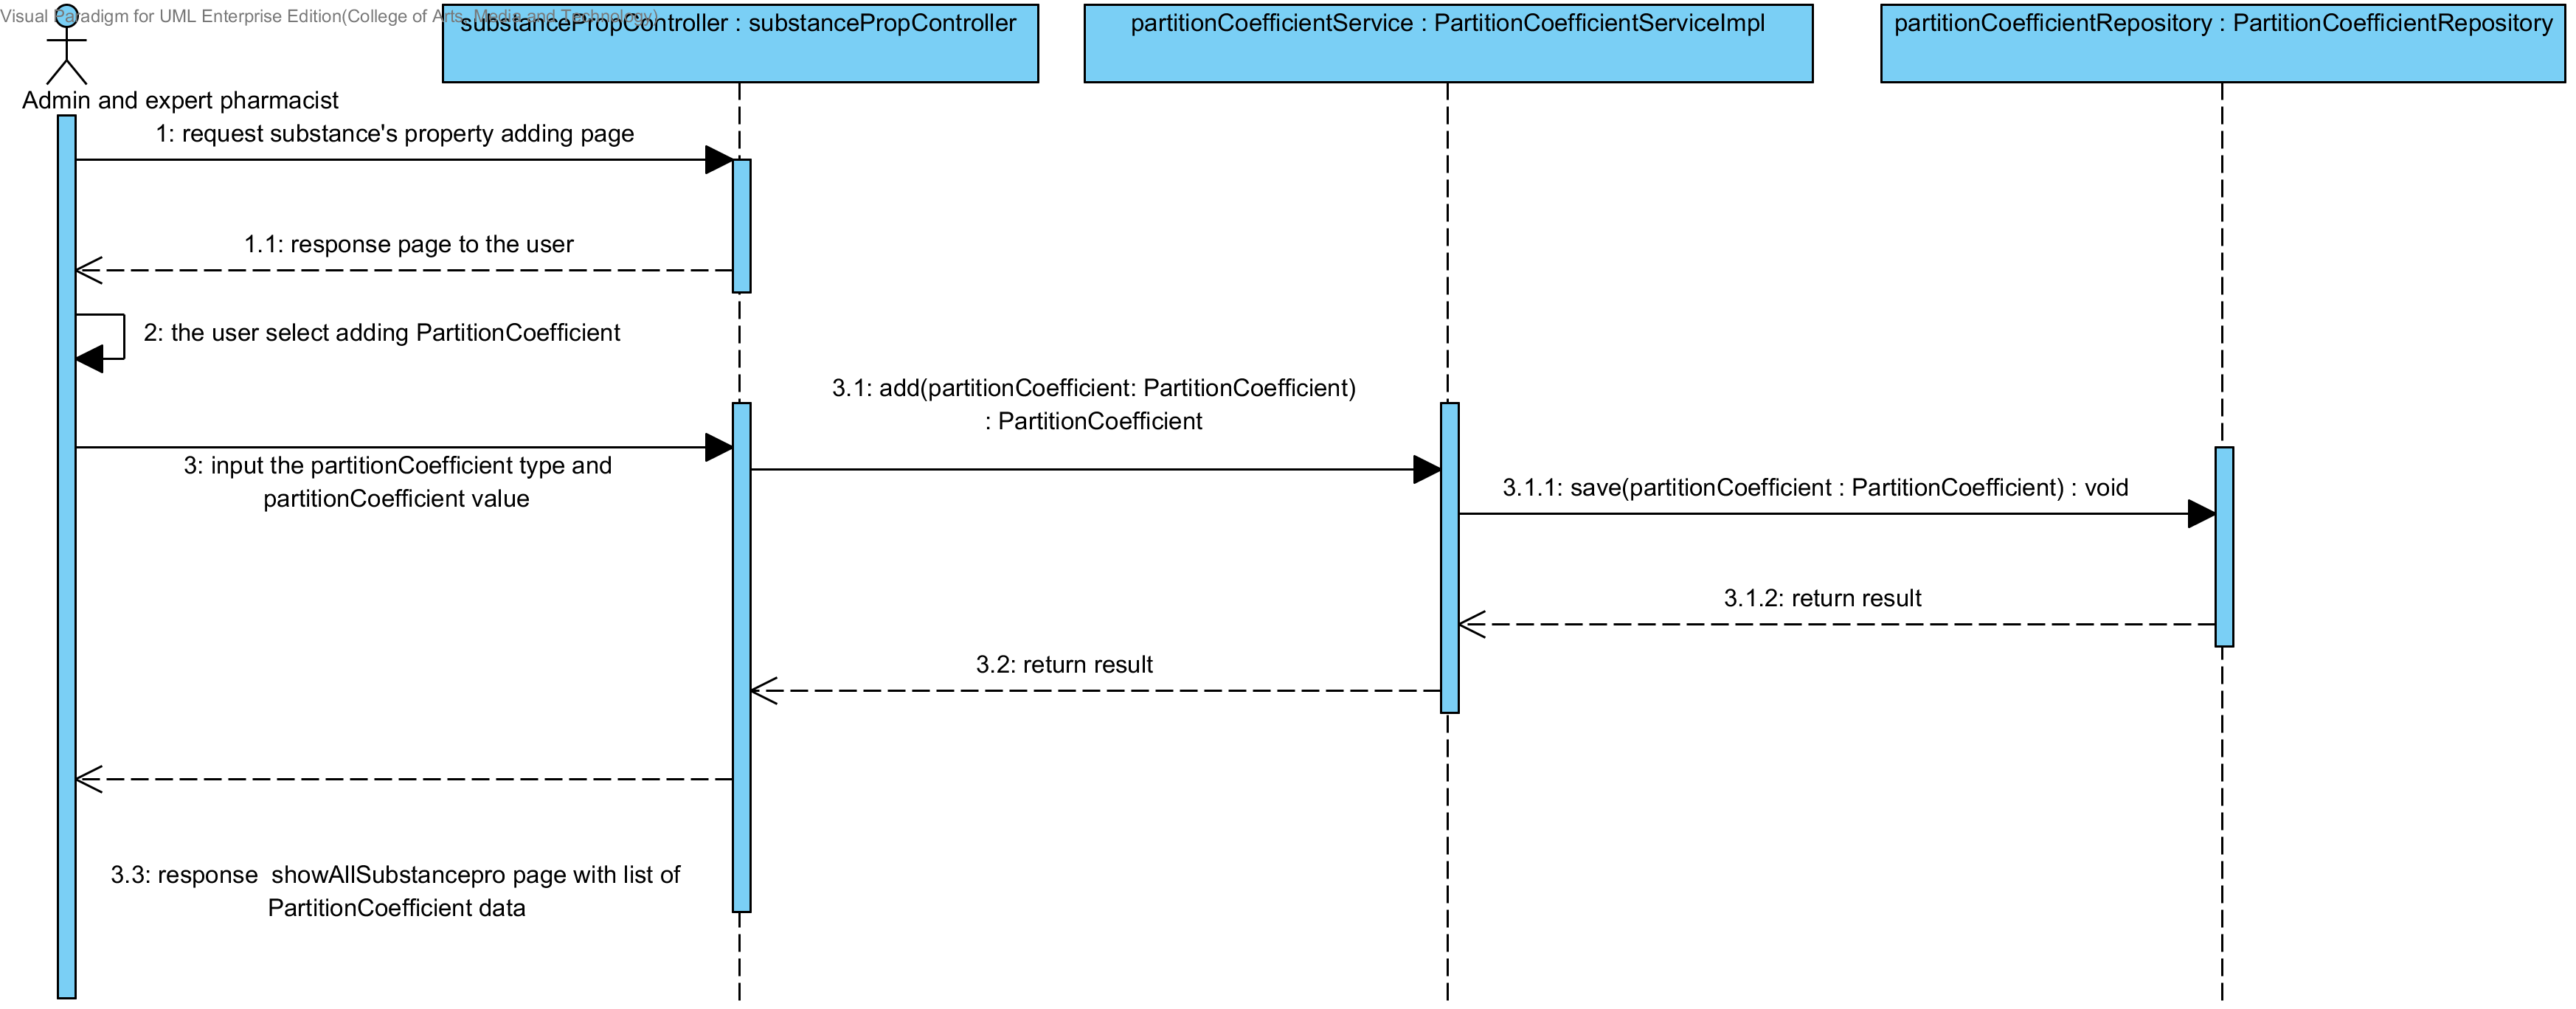 Visual Paradigm for UML Enterprise Edition(College of Arts, Media and Technology)
substancePropController : substancePropController
partitionCoefficientService : PartitionCoefficientServiceImpl
partitionCoefficientRepository : PartitionCoefficientRepository
Admin and expert pharmacist
1: request substance's property adding page
1.1: response page to the user
2: the user select adding PartitionCoefficient
3.1: add(partitionCoefficient: PartitionCoefficient)
: PartitionCoefficient
3: input the partitionCoefficient type and
partitionCoefficient value
3.1.1: save(partitionCoefficient : PartitionCoefficient) : void
3.1.2: return result
3.2: return result
3.3: response  showAllSubstancepro page with list of
PartitionCoefficient data